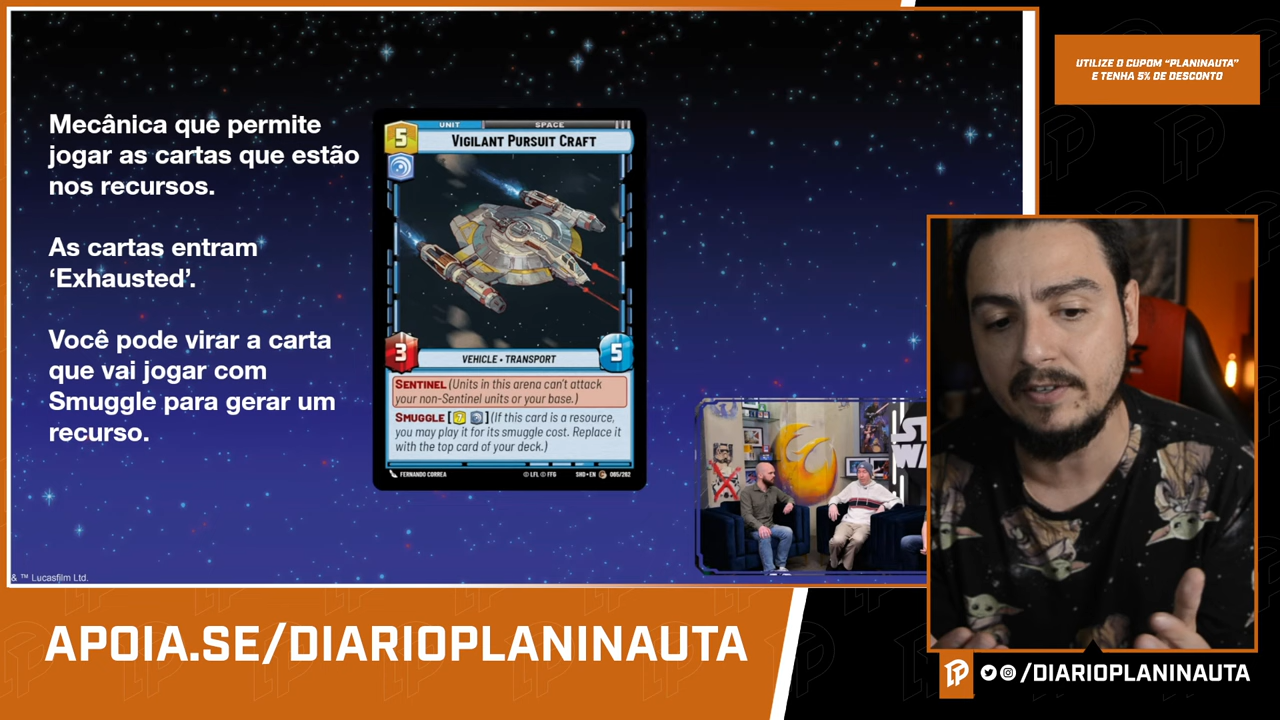 UTILIZE O CUPOM “PLANINAUTA”
E TENHA 5% DE DESCONTO
Mecânica que permite
jogar as cartas que estão
nos recursos.
As cartas entram
‘Exhausted’.
Você pode virar a carta
que vai jogar com
Smuggle para gerar um
recurso.
UNIT
SPACE
5
VIGILANT PURSUIT CRAFT
3
VEHICLE • TRANSPORT
5
SENTINEL (Units in this arena can't attack
your non-Sentinel units or your base.)
SMUGGLE [7 ] (If this card is a resource,
you may play it for its smuggle cost. Replace it
with the top card of your deck.)
FERNANDO CORREA
© LFL © FFG
SHD • EN
065/262
& ™ Lucasfilm Ltd.
APOIA.SE/DIARIOPLANINAUTA
/DIARIOPLANINAUTA